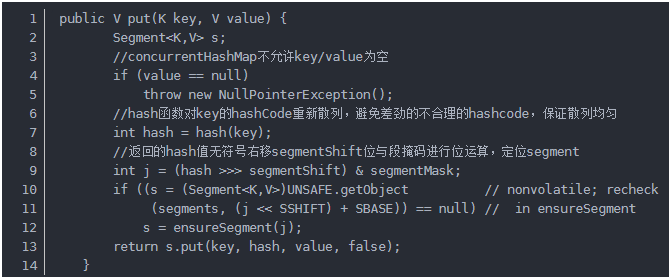 1 public V put(K key, V value) {
2 Segment<K,V> s;
3 //concurrentHashMap不允许key/value为空
4 if (value == null)
5 throw new NullPointerException();
6 //hash函数对key的hashCode重新散列，避免差劲的不合理的hashcode，保证散列均匀
7 int hash = hash(key);
8 //返回的hash值无符号右移segmentShift位与段掩码进行位运算，定位segment
9 int j = (hash >>> segmentShift) & segmentMask;
10 if ((s = (Segment<K,V>)UNSAFE.getObject // nonvolatile; recheck
11 (segments, (j << SSHIFT) + SBASE)) == null) // in ensureSegment
12 s = ensureSegment(j);
13 return s.put(key, hash, value, false);
14 }